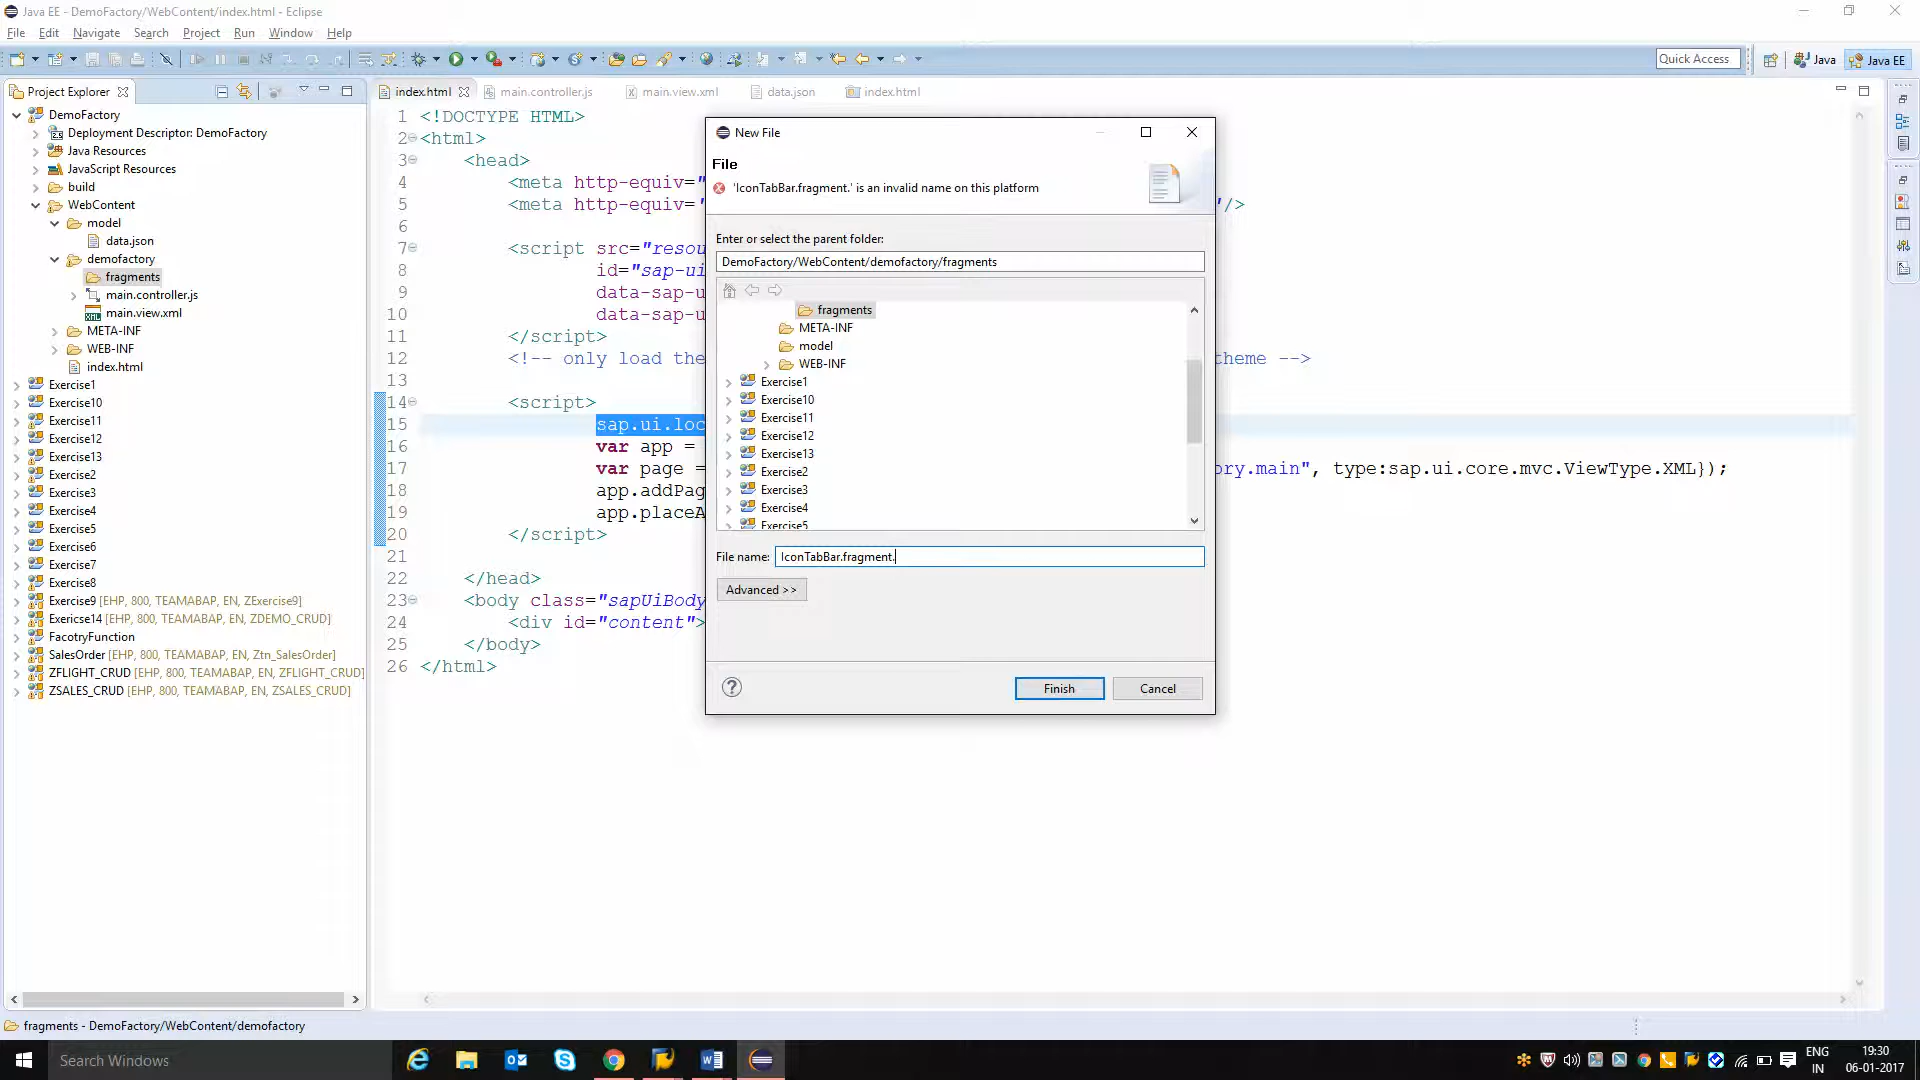 Java EE - DemoFactory/WebContent/index.html - Eclipse
File Edit Navigate Search Project Run Window Help
Quick Access
Java
Java EE
Project Explorer
DemoFactory
Deployment Descriptor: DemoFactory
Java Resources
JavaScript Resources
build
WebContent
model
data.json
demofactory
fragments
main.controller.js
main.view.xml
META-INF
WEB-INF
index.html
Exercise1
Exercise10
Exercise11
Exercise12
Exercise13
Exercise2
Exercise3
Exercise4
Exercise5
Exercise6
Exercise7
Exercise8
Exercise9 [EHP, 800, TEAMABAP, EN, ZExercise9]
Exericse14 [EHP, 800, TEAMABAP, EN, ZDEMO_CRUD]
FacotryFunction
SalesOrder [EHP, 800, TEAMABAP, EN, Ztn_SalesOrder]
ZFLIGHT_CRUD [EHP, 800, TEAMABAP, EN, ZFLIGHT_CRUD]
ZSALES_CRUD [EHP, 800, TEAMABAP, EN, ZSALES_CRUD]
index.html main.controller.js main.view.xml data.json index.html
1 <!DOCTYPE HTML>
2 <html>
3 <head>
4 <meta http-equiv="
5 <meta http-equiv='
'/>
6
7 <script src="resou
8 id="sap-ui
9 data-sap-u
10 data-sap-u
11 </script>
12 <!-- only load the
heme -->
13
14 <script>
15 sap.ui.loc
16 var app =
17 var page =
ory.main", type:sap.ui.core.mvc.ViewType.XML});
18 app.addPag
19 app.placeA
20 </script>
21
22 </head>
23 <body class="sapUiBody
24 <div id="content">
25 </body>
26 </html>
New File
File
'IconTabBar.fragment.' is an invalid name on this platform
Enter or select the parent folder:
DemoFactory/WebContent/demofactory/fragments
fragments
META-INF
model
WEB-INF
Exercise1
Exercise10
Exercise11
Exercise12
Exercise13
Exercise2
Exercise3
Exercise4
Exercise5
File name: IconTabBar.fragment.
Advanced >>
?
Finish
Cancel
fragments - DemoFactory/WebContent/demofactory
Search Windows
ENG
IN
19:30
06-01-2017